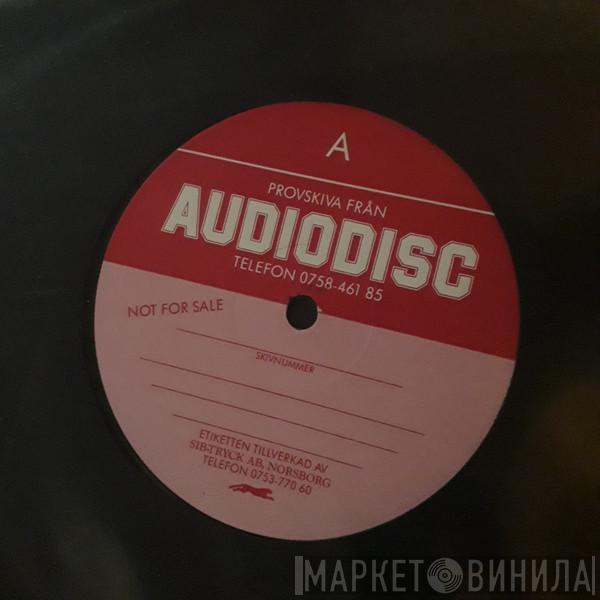 A
PROVSKIVA FRÅN
AUDIODISC
TELEFON 0758-461 85
NOT FOR SALE
SKIVNUMMER
ETIKETTEN TILLVERKAD AV
SIB-TRYCK AB, NORSBORG
TELEFON 0753-770 60
МАРКЕТ ВИНИЛА